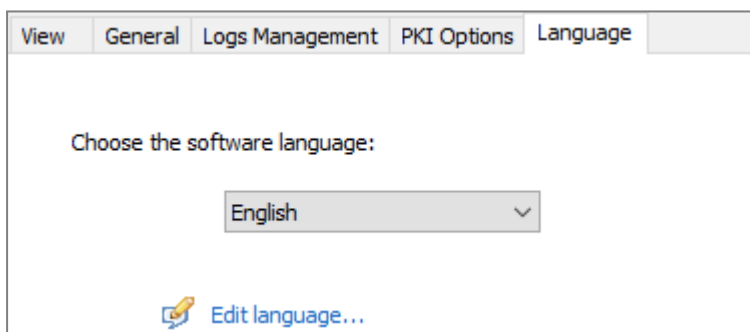 View General Logs Management PKI Options Language
Choose the software language:
English
Edit language...